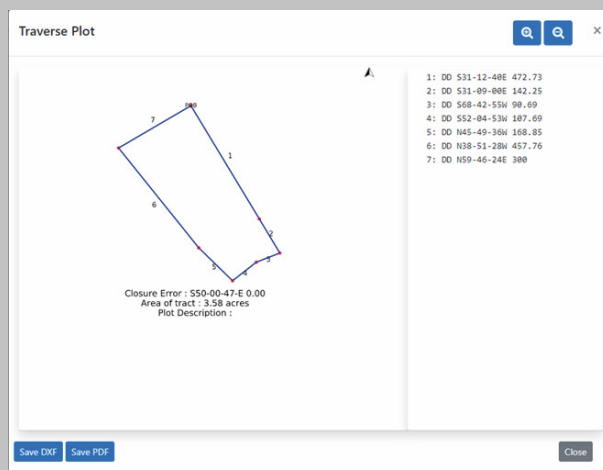 Traverse Plot
×
1: DD S31-12-40E 472.73
2: DD S31-09-00E 142.25
3: DD S68-42-55W 90.69
4: DD S52-04-53W 107.69
5: DD N45-49-36W 168.85
6: DD N38-51-28W 457.76
7: DD N59-46-24E 300
7
1
6
2
3
5
4
Closure Error : S50-00-47-E 0.00
Area of tract : 3.58 acres
Plot Description :
Save DXF
Save PDF
Close